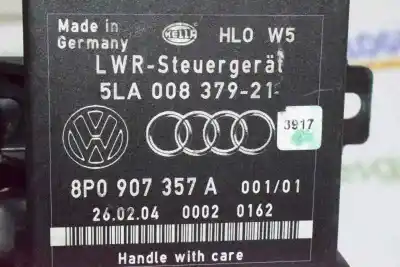 Made in
Germany
HELLA
HLO W5
LWR-Steuergerät
5LA 008 379-21
3917
8P0 907 357 A 001/01
26.02.04 0002 0162
Handle with care